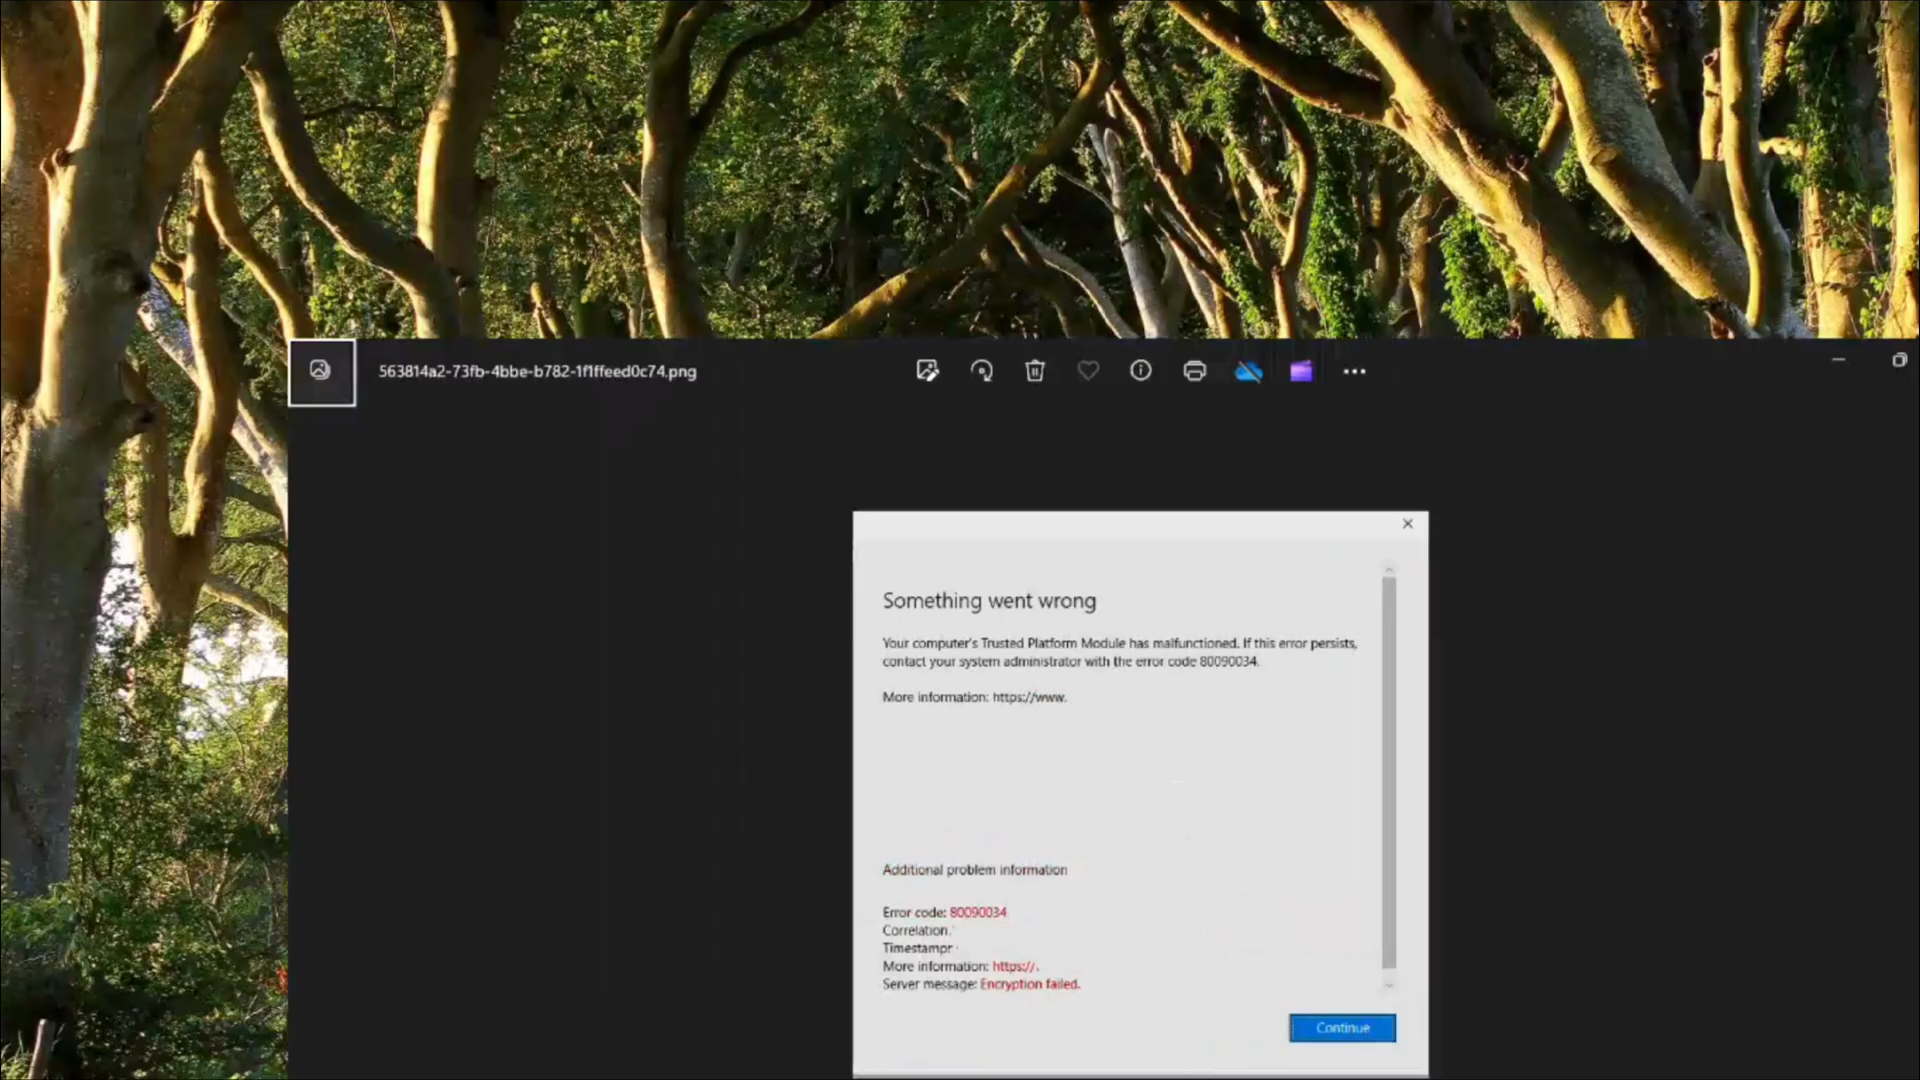 563814a2-73fb-4bbe-b782-1f1ffeed0c74.png
Something went wrong
Your computer's Trusted Platform Module has malfunctioned. If this error persists,
contact your system administrator with the error code 80090034.
More information: https://www.
Additional problem information
Error code: 80090034
Correlation
Timestampr
More information: https://.
Server message: Encryption failed.
Continue